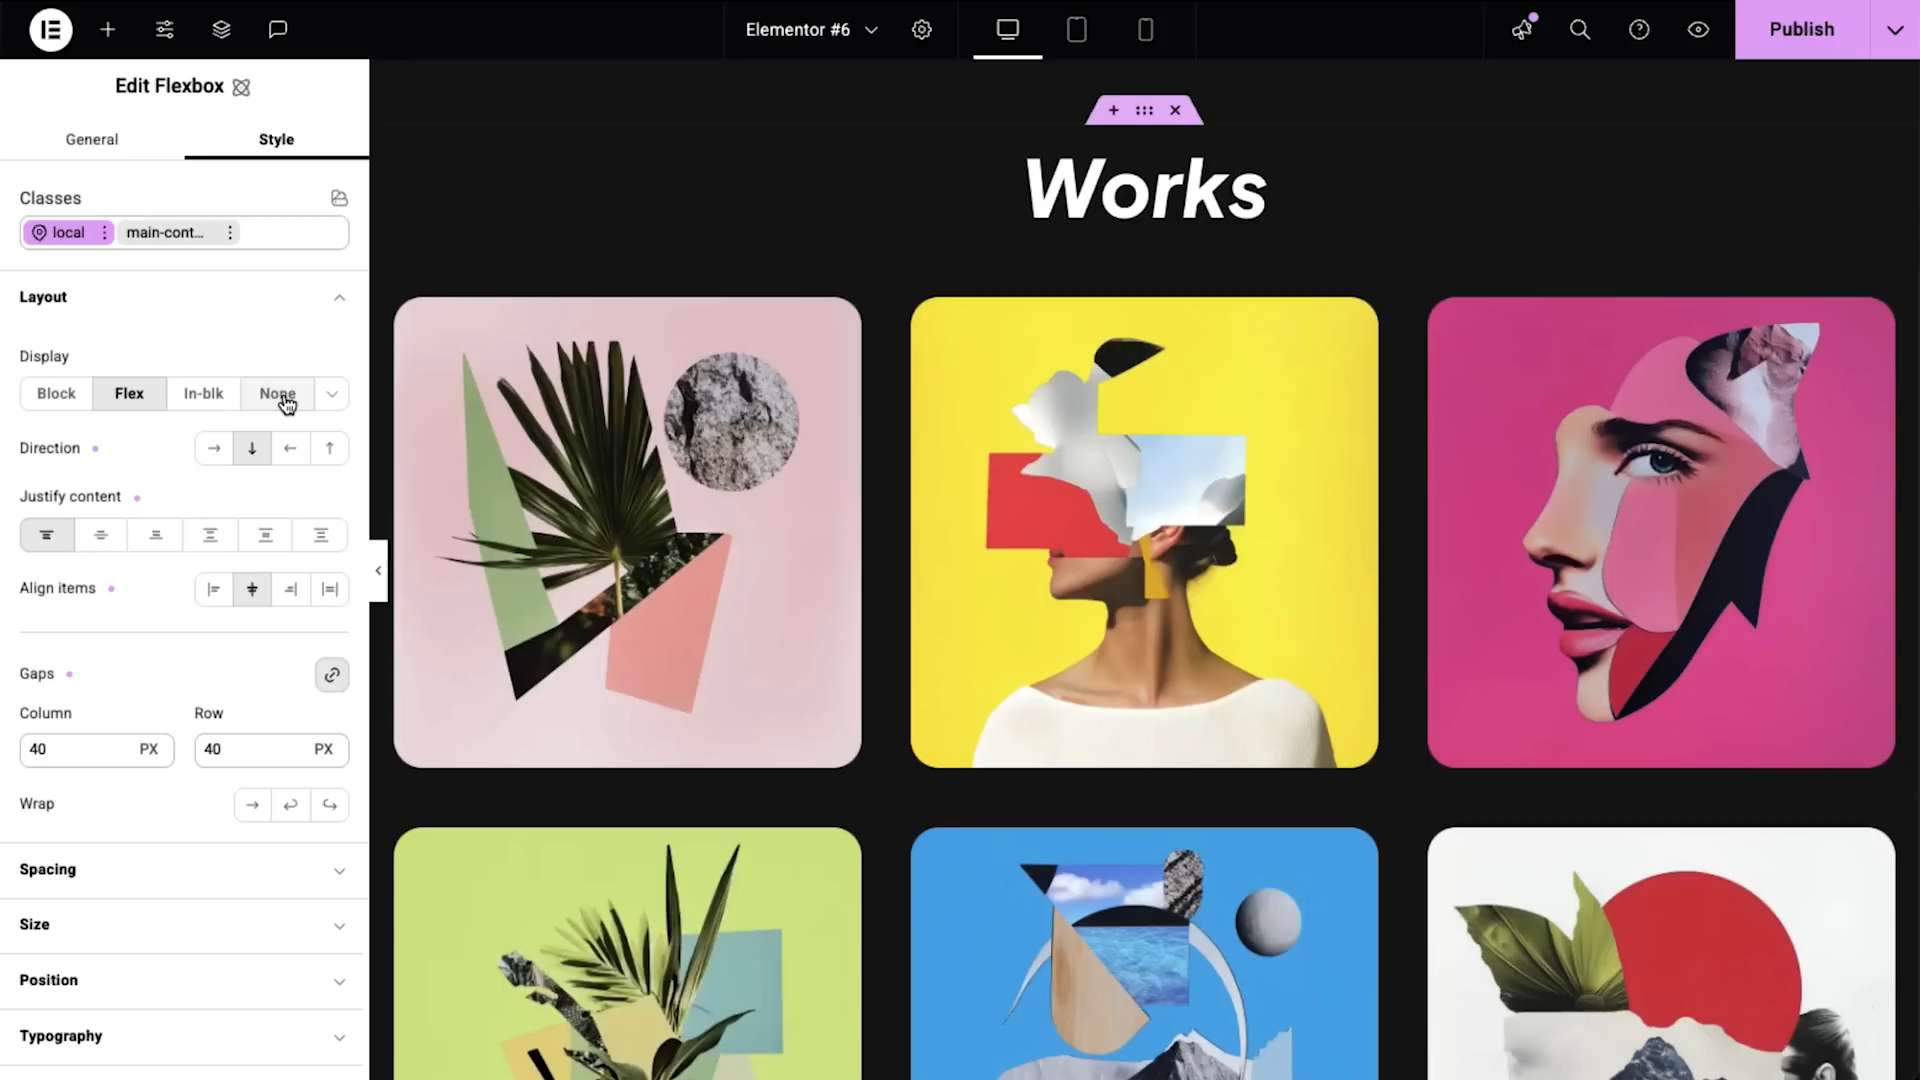 Elementor #6
Publish
Edit Flexbox
General
Style
Classes
local
main-cont...
Layout
Display
Block
Flex
In-blk
None
Direction
Justify content
Align items
Gaps
Column
Row
40
PX
40
PX
Wrap
Spacing
Size
Position
Typography
Works